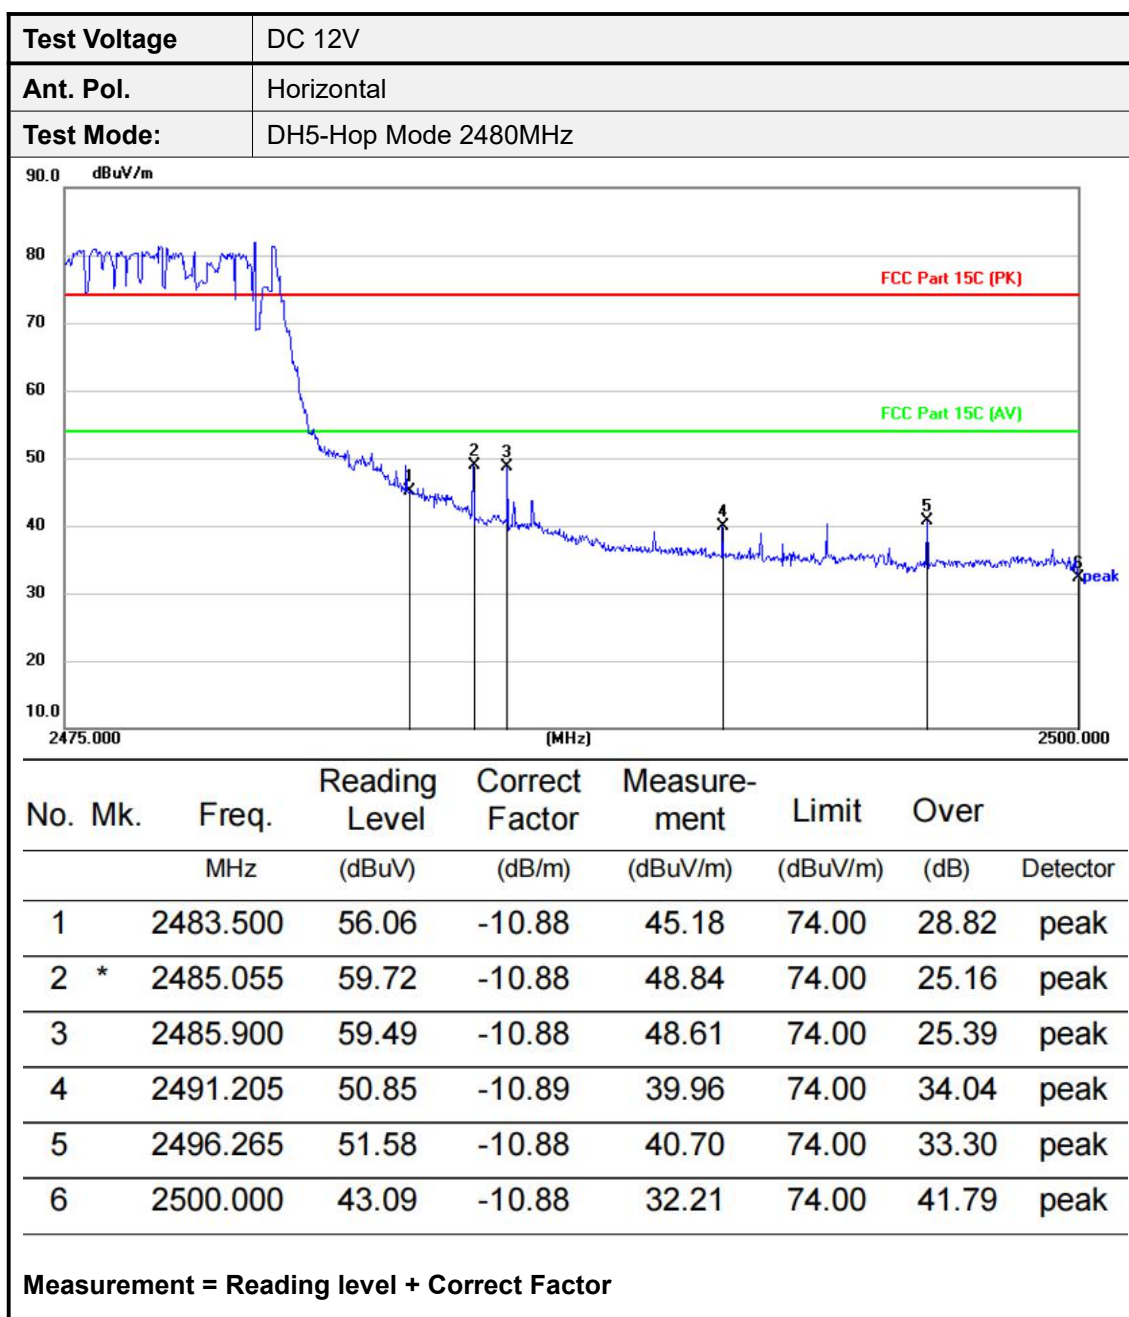 Test Voltage DC 12V
Ant. Pol. Horizontal
Test Mode: DH5-Hop Mode 2480MHz
90.0 dBuV/m
80
FCC Part 15C (PK)
70
60
FCC Part 15C (AV)
50
1 2 3
40
4 5
6
peak
30
20
10.0
2475.000 (MHz) 2500.000
No. Mk. Freq. Reading Level Correct Factor Measure-ment Limit Over
MHz (dBuV) (dB/m) (dBuV/m) (dBuV/m) (dB) Detector
1 2483.500 56.06 -10.88 45.18 74.00 28.82 peak
2 * 2485.055 59.72 -10.88 48.84 74.00 25.16 peak
3 2485.900 59.49 -10.88 48.61 74.00 25.39 peak
4 2491.205 50.85 -10.89 39.96 74.00 34.04 peak
5 2496.265 51.58 -10.88 40.70 74.00 33.30 peak
6 2500.000 43.09 -10.88 32.21 74.00 41.79 peak
Measurement = Reading level + Correct Factor